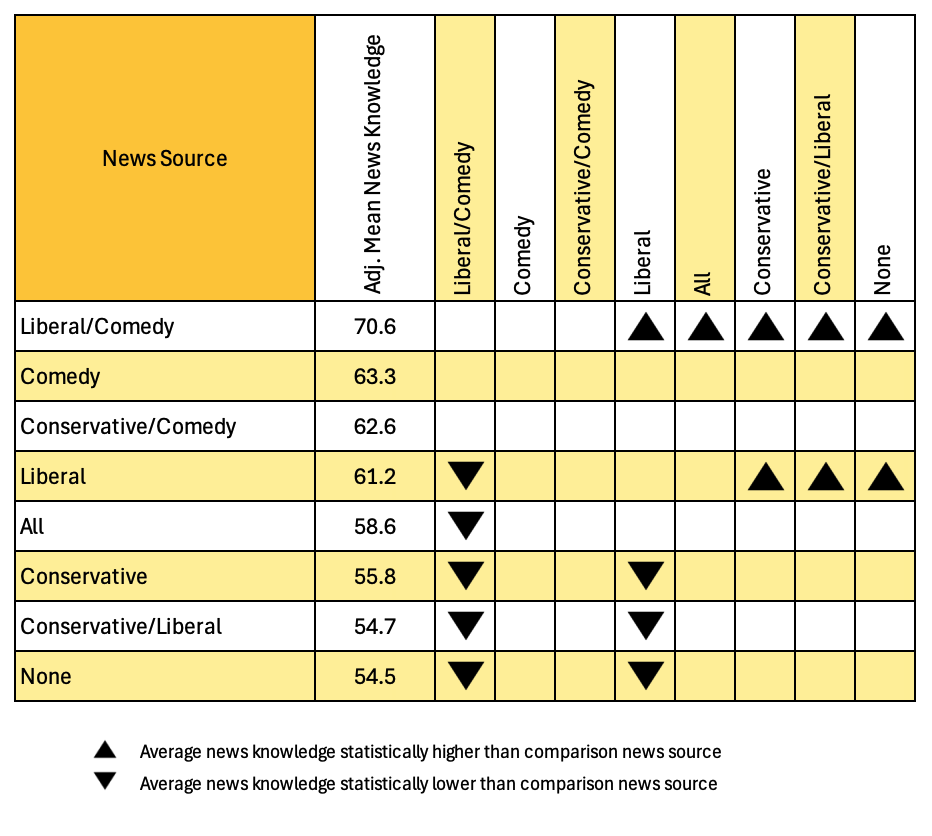 News Source
Adj. Mean News Knowledge
Liberal/Comedy
Comedy
Conservative/Comedy
Liberal
All
Conservative
Conservative/Liberal
None
Liberal/Comedy 70.6
Comedy 63.3
Conservative/Comedy 62.6
Liberal 61.2
All 58.6
Conservative 55.8
Conservative/Liberal 54.7
None 54.5
Average news knowledge statistically higher than comparison news source
Average news knowledge statistically lower than comparison news source